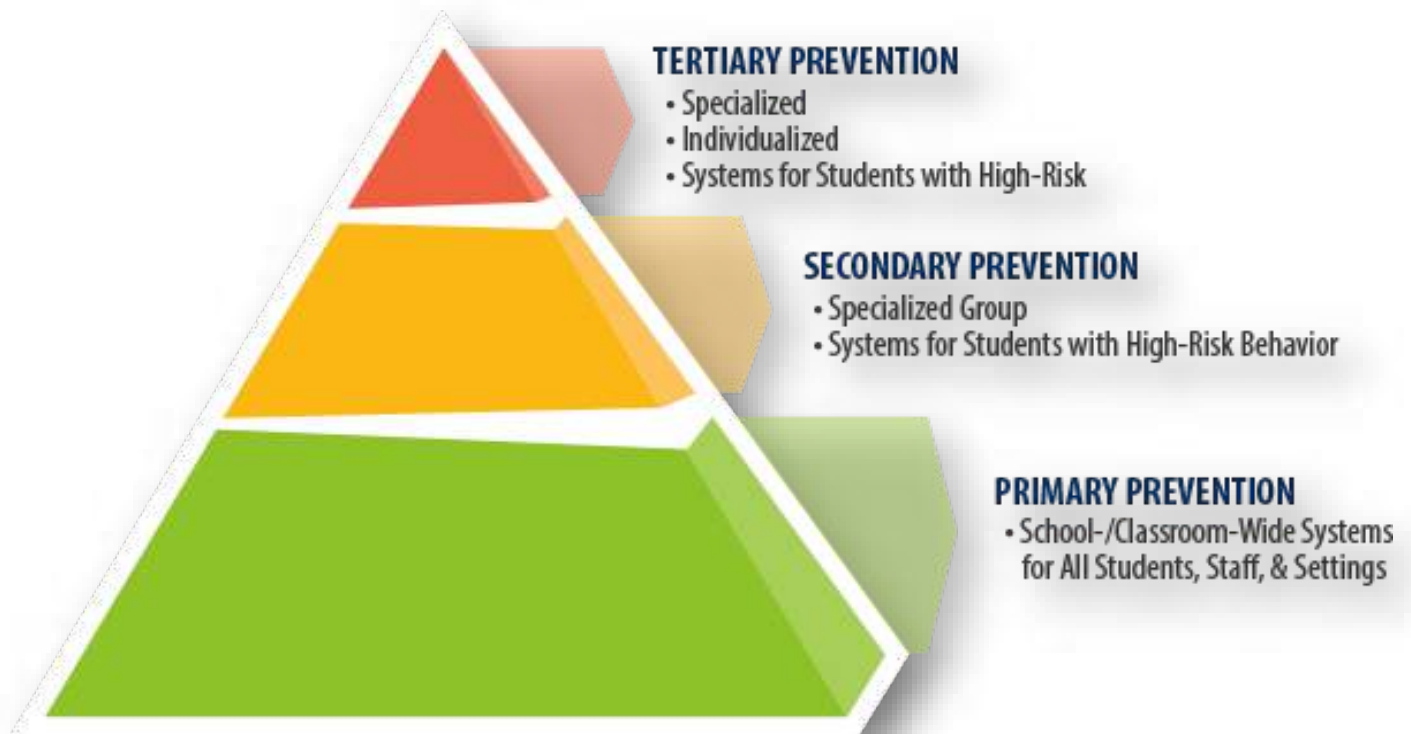 TERTIARY PREVENTION
• Specialized
• Individualized
• Systems for Students with High-Risk
SECONDARY PREVENTION
• Specialized Group
• Systems for Students with High-Risk Behavior
PRIMARY PREVENTION
• School-/Classroom-Wide Systems
for All Students, Staff, & Settings